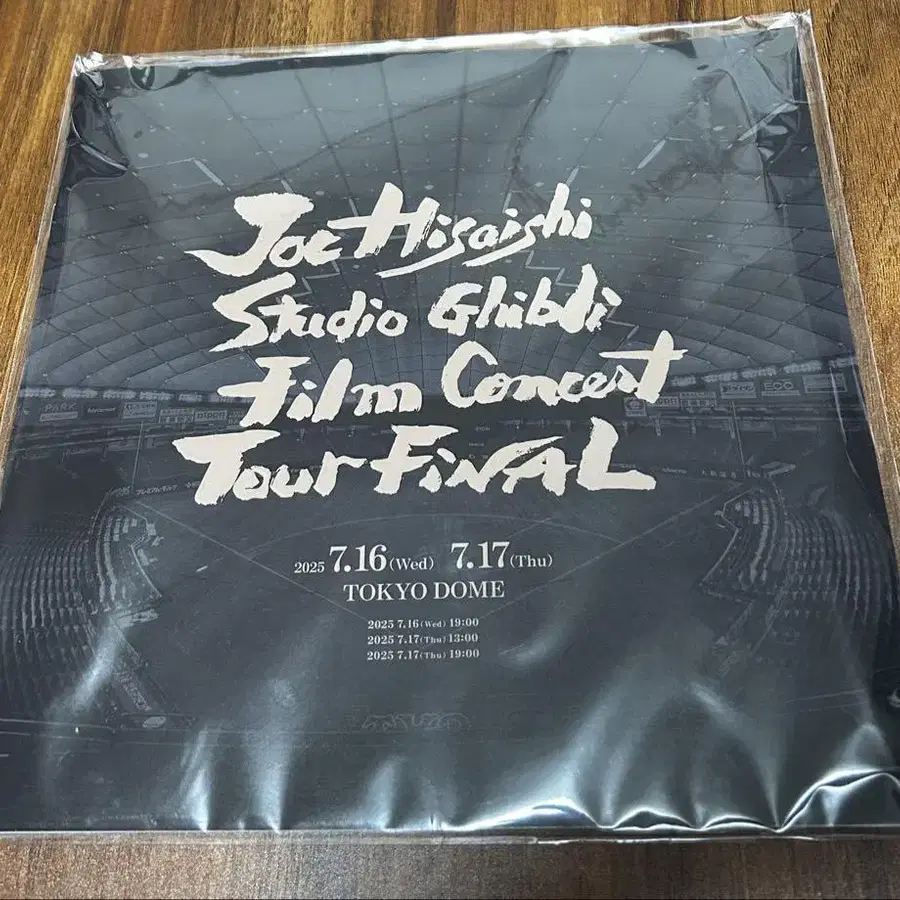 Joe Hisaishi
Studio Ghibli
Film Concert
Tour FiNAL
2025 7.16 (Wed) 7.17 (Thu)
TOKYO DOME
2025 7.16 (Wed) 19:00
2025 7.17 (Thu) 13:00
2025 7.17 (Thu) 19:00